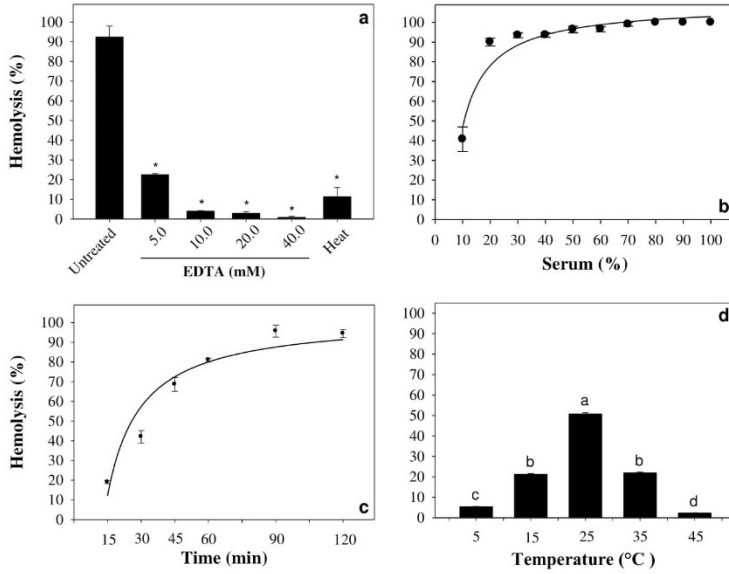 a
Hemolysis (%)
100
90
80
70
60
50
40
30
20
10
0
* * * * *
Untreated 5.0 10.0 20.0 40.0 Heat
EDTA (mM)
b
100
90
80
70
60
50
40
30
20
10
0
0 10 20 30 40 50 60 70 80 90 100
Serum (%)
c
Hemolysis (%)
100
90
80
70
60
50
40
30
20
10
0
15 30 45 60 90 120
Time (min)
d
100
90
80
70
60
50
40
30
20
10
0
c b a b d
5 15 25 35 45
Temperature (°C )